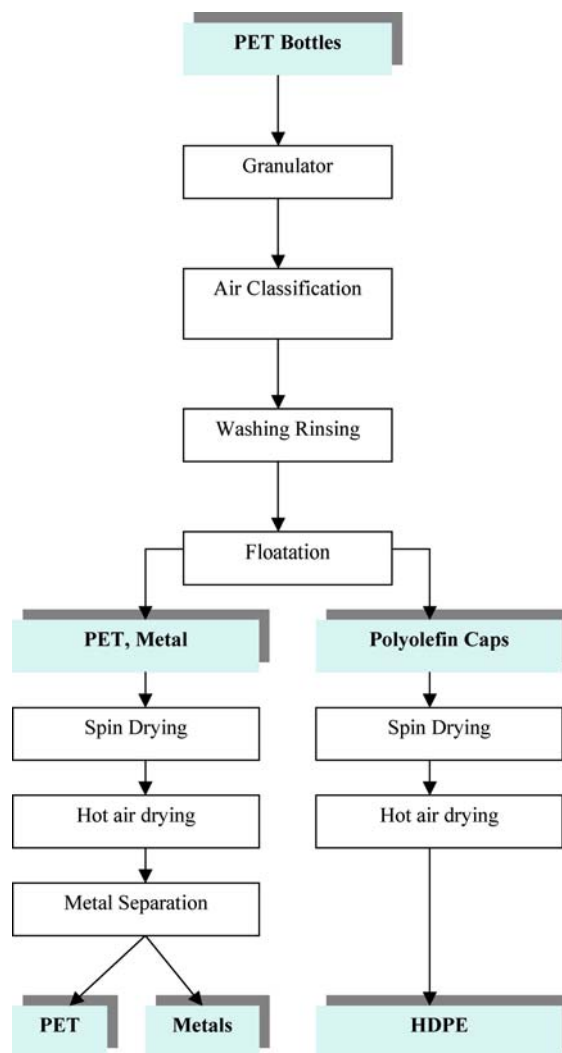 PET Bottles
Granulator
Air Classification
Washing Rinsing
Floatation
PET, Metal
Polyolefin Caps
Spin Drying
Spin Drying
Hot air drying
Hot air drying
Metal Separation
PET
Metals
HDPE